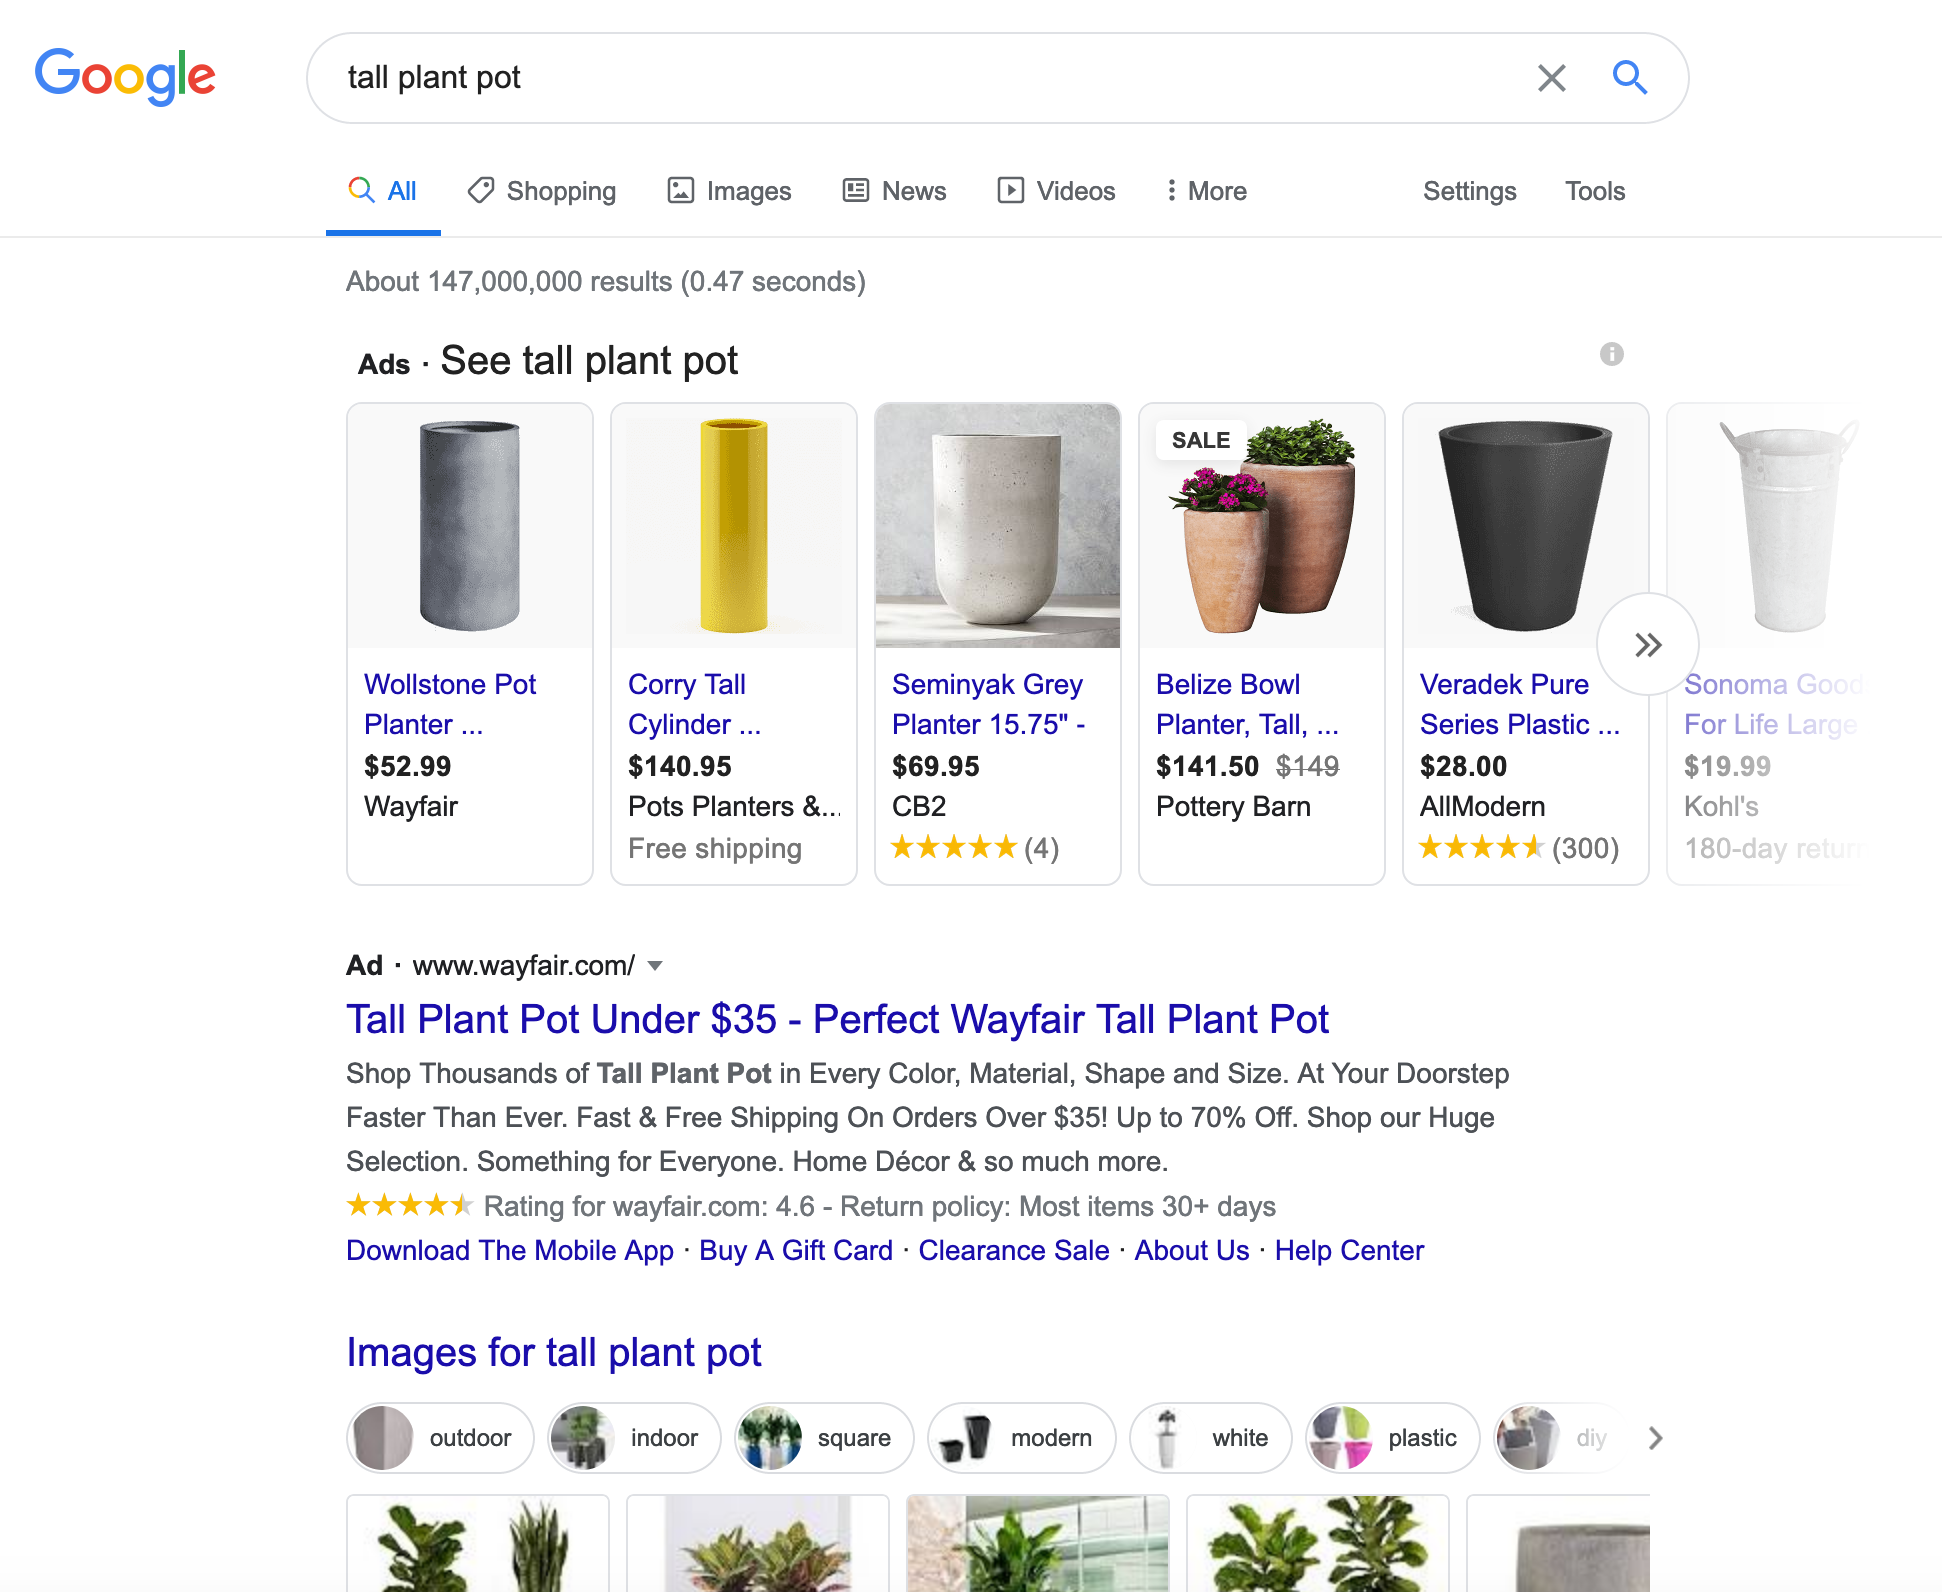 Google
tall plant pot
All
Shopping
Images
News
Videos
More
Settings
Tools
About 147,000,000 results (0.47 seconds)
Ads · See tall plant pot
SALE
Wollstone Pot
Planter ...
$52.99
Wayfair
Corry Tall
Cylinder ...
$140.95
Pots Planters &...
Free shipping
Seminyak Grey
Planter 15.75" -
$69.95
CB2
(4)
Belize Bowl
Planter, Tall, ...
$141.50 $149
Pottery Barn
Veradek Pure
Series Plastic ...
$28.00
AllModern
(300)
Sonoma Good
For Life Large
$19.99
Kohl's
180-day return
Ad · www.wayfair.com/
Tall Plant Pot Under $35 - Perfect Wayfair Tall Plant Pot
Shop Thousands of Tall Plant Pot in Every Color, Material, Shape and Size. At Your Doorstep
Faster Than Ever. Fast & Free Shipping On Orders Over $35! Up to 70% Off. Shop our Huge
Selection. Something for Everyone. Home Décor & so much more.
Rating for wayfair.com: 4.6 - Return policy: Most items 30+ days
Download The Mobile App · Buy A Gift Card · Clearance Sale · About Us · Help Center
Images for tall plant pot
outdoor
indoor
square
modern
white
plastic
diy